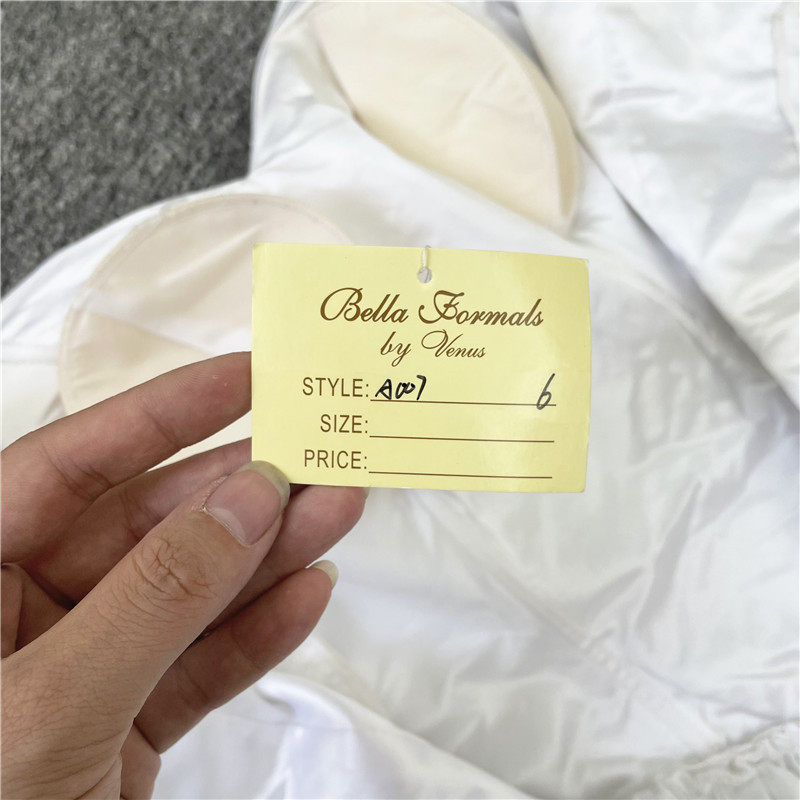 Bella Formals
by Venus
STYLE: A007 6
SIZE:
PRICE: